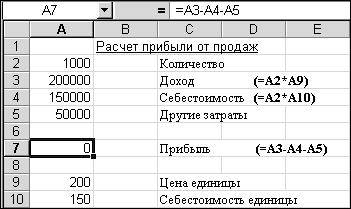 A7 = =A3-A4-A5
A B C D E
1 Расчет прибыли от продаж
2 1000 Количество
3 200000 Доход (=A2*A9)
4 150000 Себестоимость (=A2*A10)
5 50000 Другие затраты
6
7 0 Прибыль (=A3-A4-A5)
8
9 200 Цена единицы
10 150 Себестоимость единицы